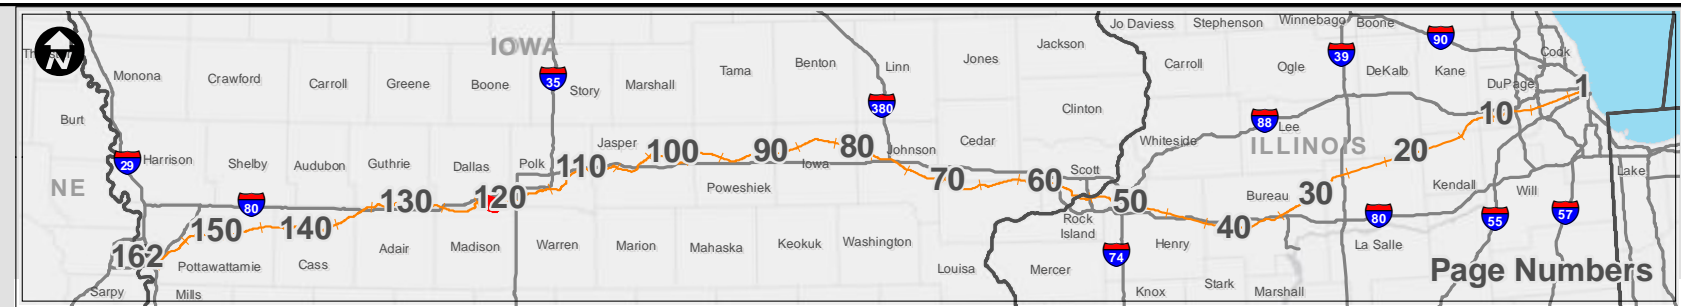 Jo Daviess Stephenson Winnebago Boone
N
IOWA
Monona Crawford Carroll Greene Boone 35 Story Marshall Tama Benton Linn Jones Jackson Carroll Ogle 39 DeKalb 90 Kane Cook
DuPage 1
Burt 380 Clinton 88 Lee 10
Whiteside ILLINOIS
29 Harrison Shelby Audubon Guthrie Dallas Polk Jasper 100 90 80 Johnson Cedar Scott 20
110 Iowa
NE 80 130 120 Poweshiek 70 60 50 Bureau 30 Kendall Will Lake
162 150 140 Adair Madison Warren Marion Mahaska Keokuk Washington Rock Island Henry 40 80 La Salle 55 57
Pottawattamie Cass Louisa Mercer 74 Stark Page Numbers
Sarpy Mills Knox Marshall